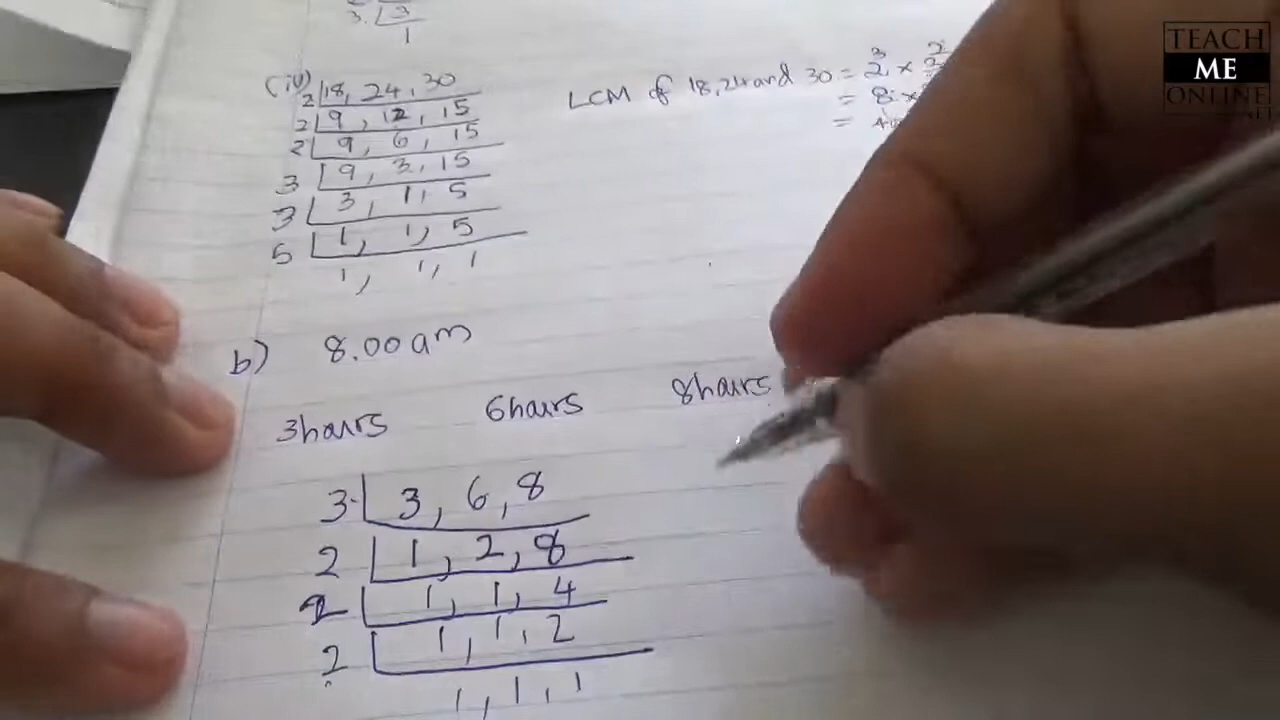 3. 3
1
TEACH
ME
ONLINE
(iv) 2 18, 24, 30
2 9, 12, 15
2 9, 6, 15
3 9, 3, 15
3 3, 1, 5
5 1, 1, 5
1, 1, 1
LCM of 18, 24 and 30 = 2³ ×
= 8 ×
=
b) 8.00 am
3 hours 6 hours 8 hours
3 3, 6, 8
2 1, 2, 8
2 1, 1, 4
2 1, 1, 2
1, 1, 1